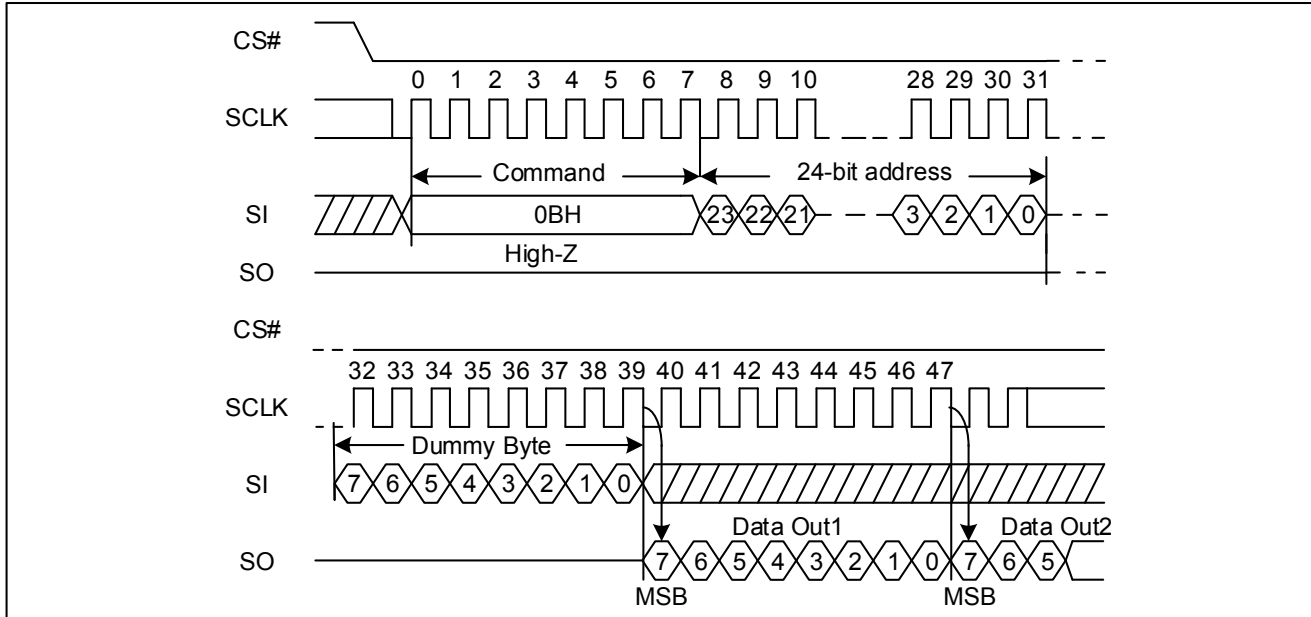 CS#
0 1 2 3 4 5 6 7 8 9 10 28 29 30 31
SCLK
Command 24-bit address
SI 0BH 23 22 21 3 2 1 0
High-Z
SO
CS#
32 33 34 35 36 37 38 39 40 41 42 43 44 45 46 47
SCLK
Dummy Byte
SI 7 6 5 4 3 2 1 0
Data Out1 Data Out2
SO 7 6 5 4 3 2 1 0 7 6 5
MSB MSB